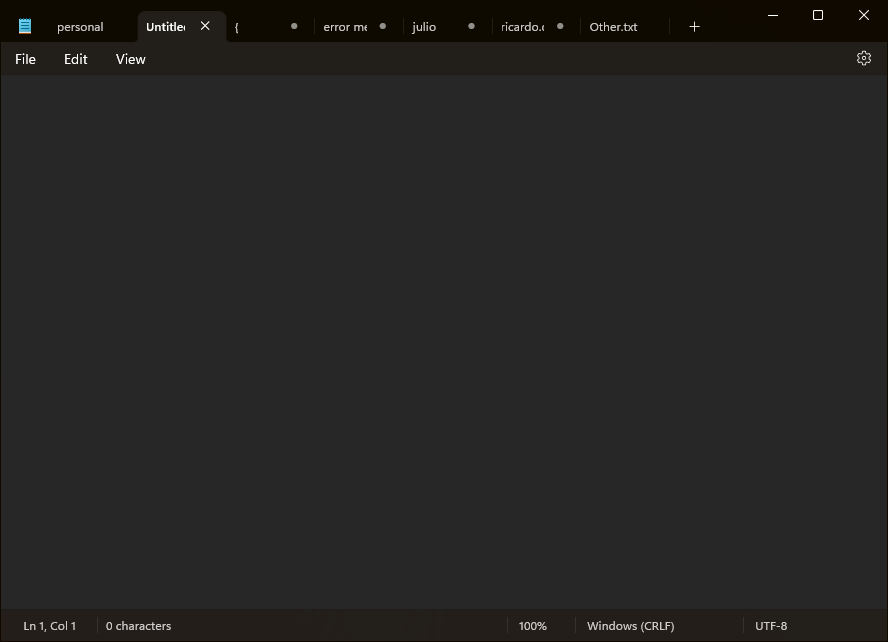 personal Untitled { error me julio ricardo.c Other.txt
File Edit View
Ln 1, Col 1 0 characters 100% Windows (CRLF) UTF-8